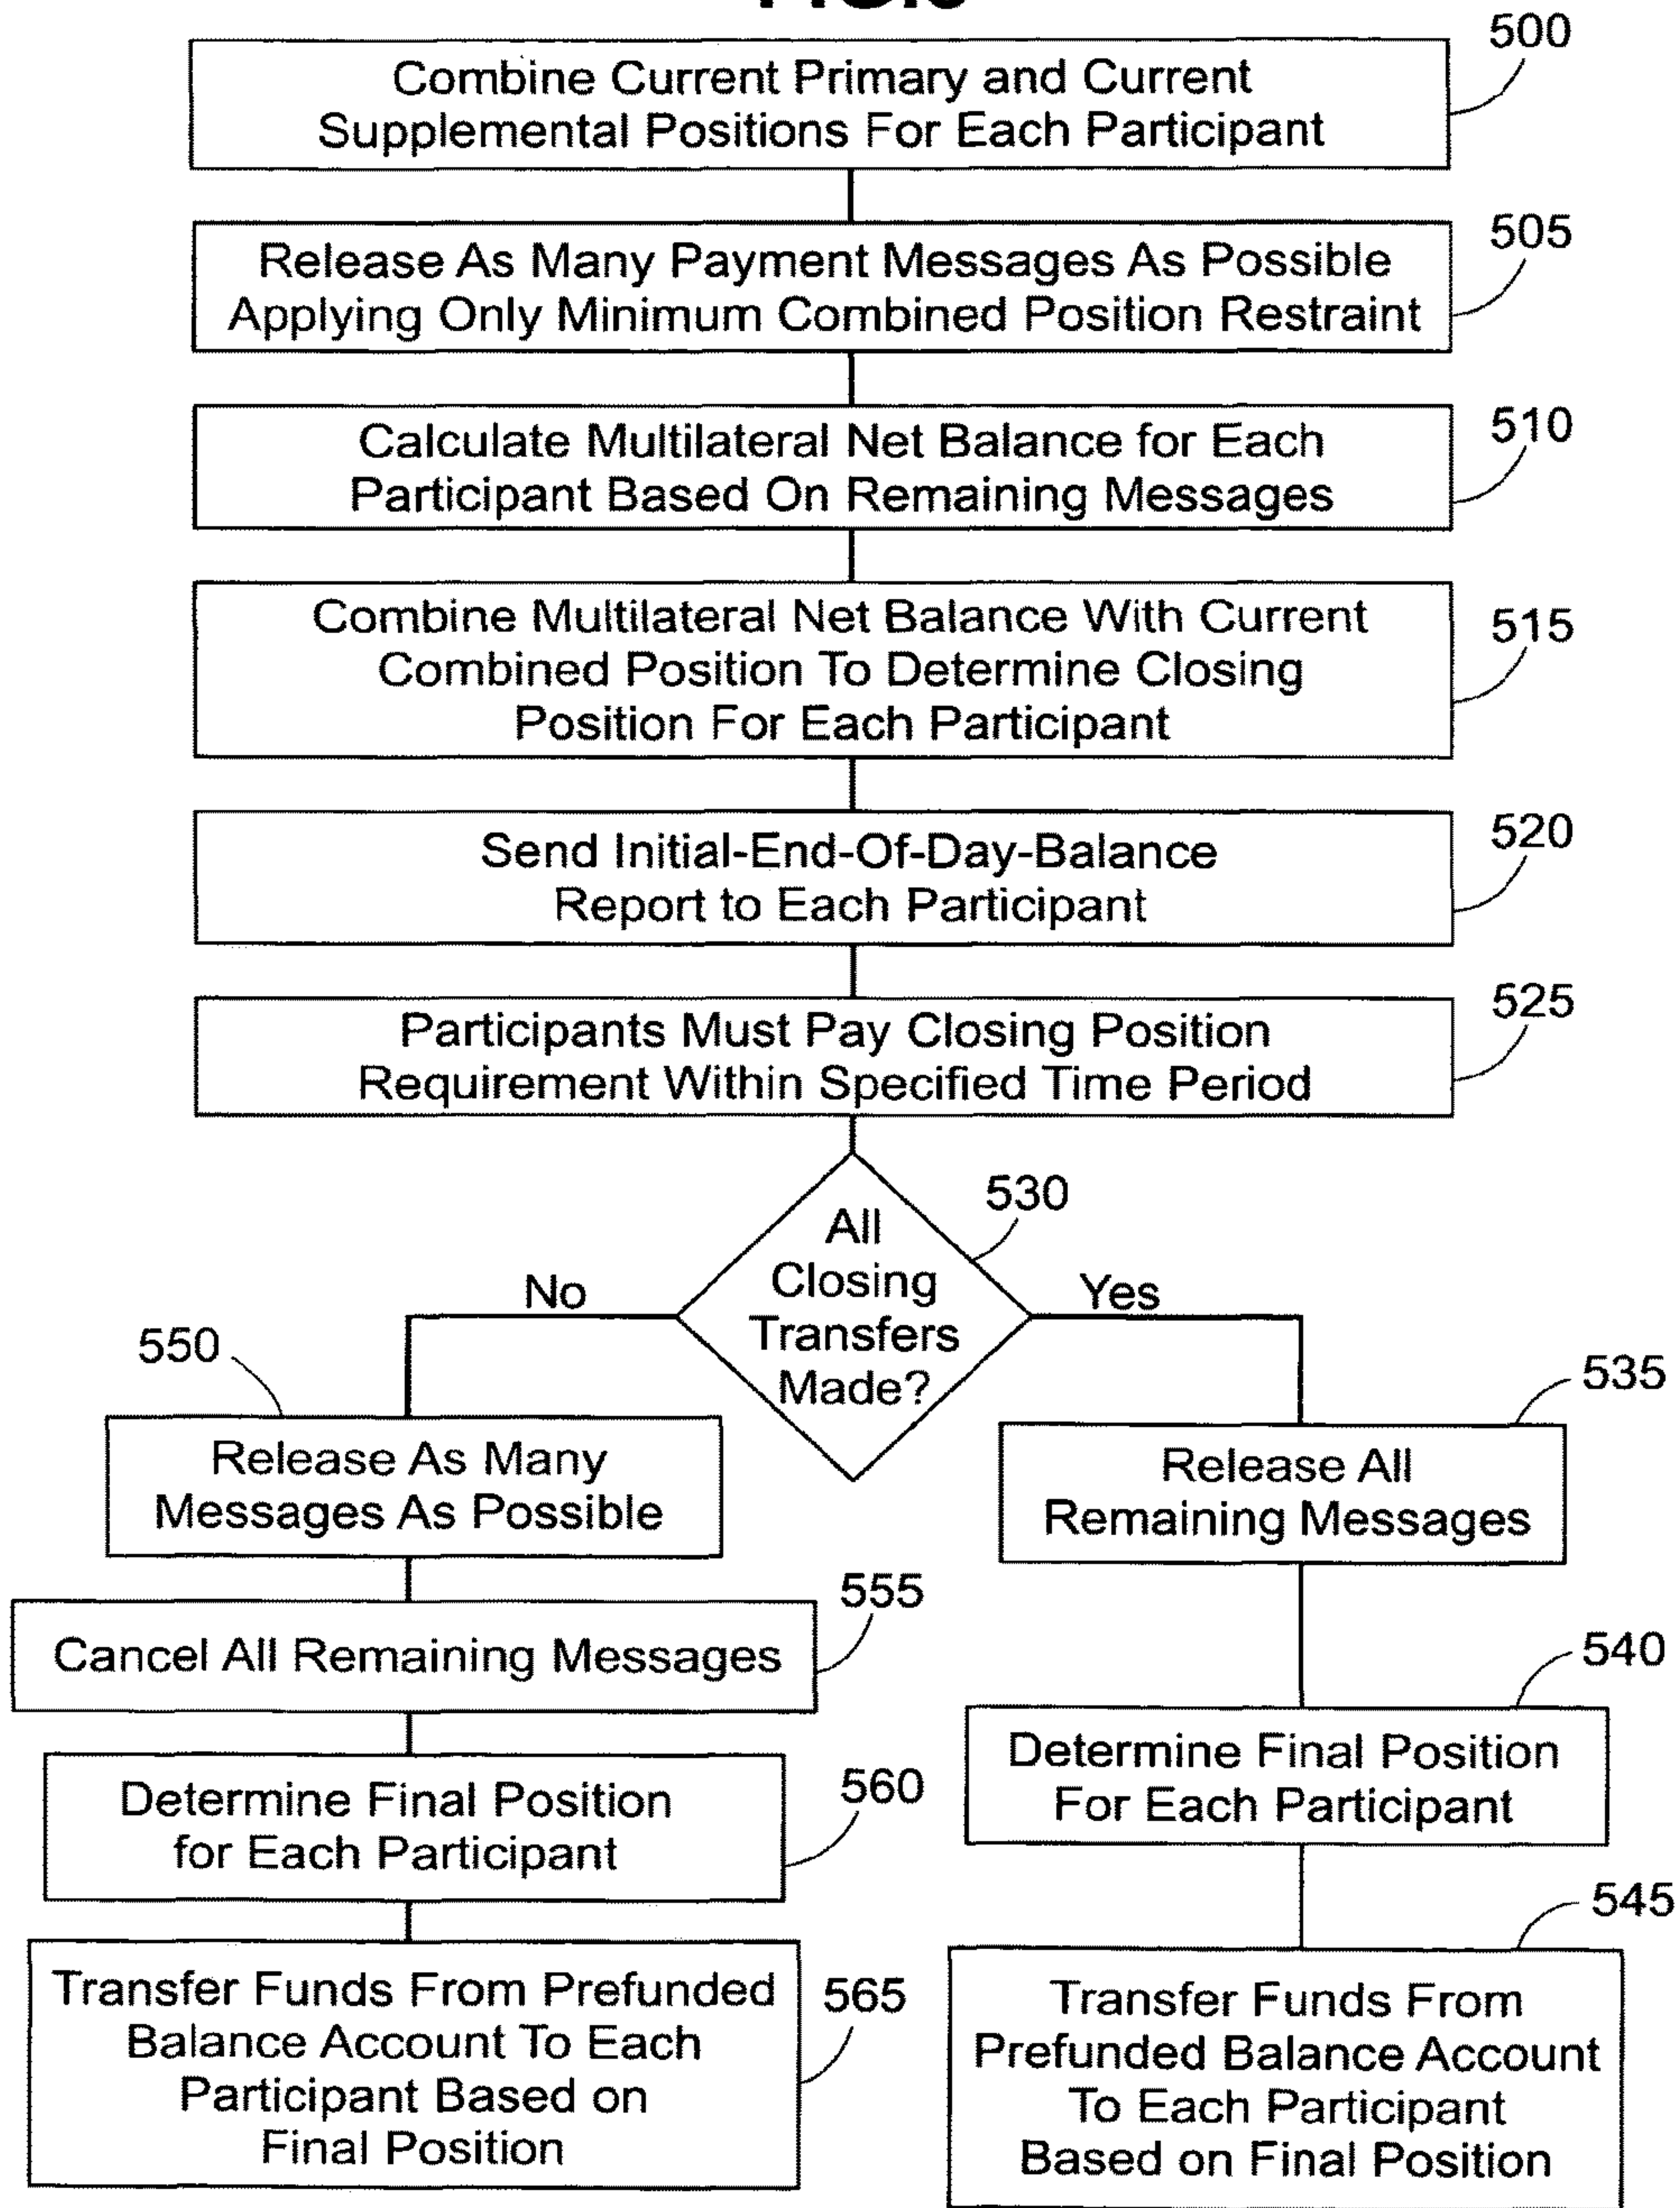 500
Combine Current Primary and Current
Supplemental Positions For Each Participant
505
Release As Many Payment Messages As Possible
Applying Only Minimum Combined Position Restraint
510
Calculate Multilateral Net Balance for Each
Participant Based On Remaining Messages
515
Combine Multilateral Net Balance With Current
Combined Position To Determine Closing
Position For Each Participant
520
Send Initial-End-Of-Day-Balance
Report to Each Participant
525
Participants Must Pay Closing Position
Requirement Within Specified Time Period
530
All
Closing
Transfers
Made?
No
Yes
550
Release As Many
Messages As Possible
555
Cancel All Remaining Messages
560
Determine Final Position
for Each Participant
565
Transfer Funds From Prefunded
Balance Account To Each
Participant Based on
Final Position
535
Release All
Remaining Messages
540
Determine Final Position
For Each Participant
545
Transfer Funds From
Prefunded Balance Account
To Each Participant
Based on Final Position